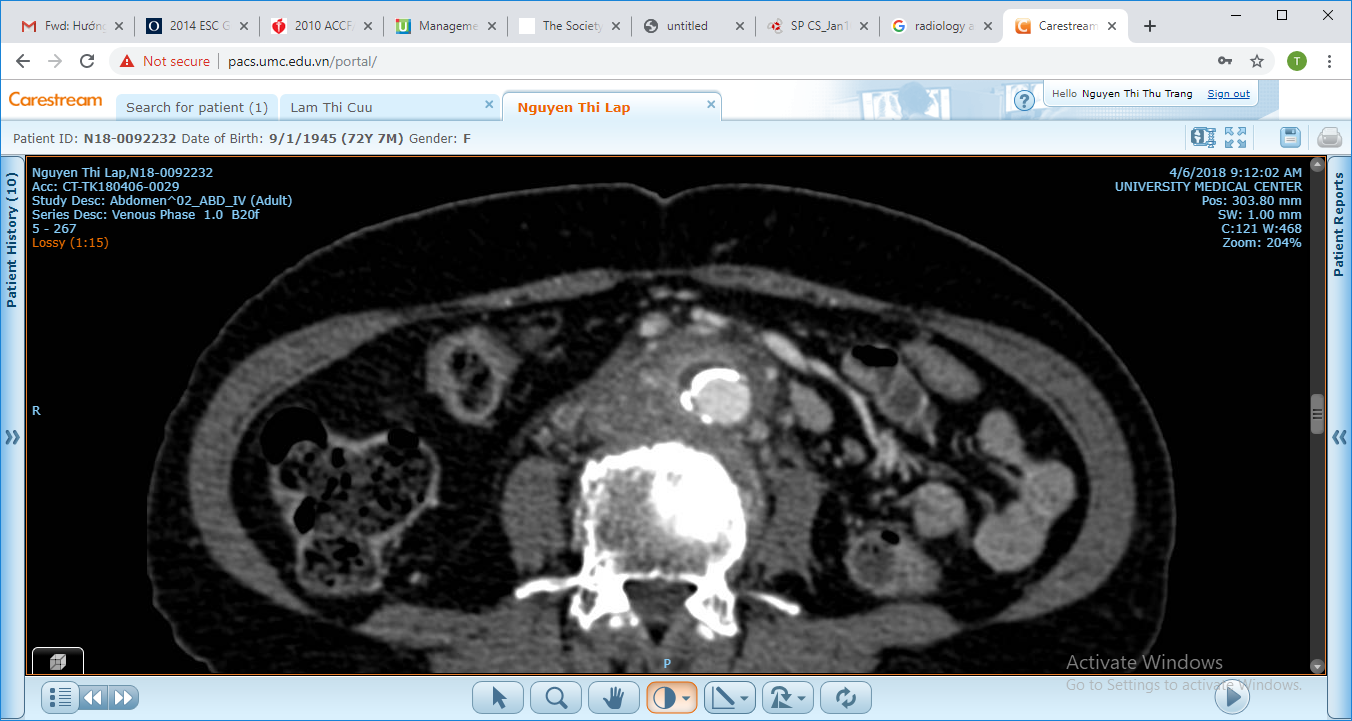 Fwd: Hướng
2014 ESC G
2010 ACCFA
Manageme
The Society
untitled
SP CS_Jan1
radiology a
Carestream
Not secure
pacs.umc.edu.vn/portal/
T
Carestream
Search for patient (1)
Lam Thi Cuu
Nguyen Thi Lap
Hello Nguyen Thi Thu Trang
Sign out
Patient ID: N18-0092232 Date of Birth: 9/1/1945 (72Y 7M) Gender: F
Patient History (10)
Nguyen Thi Lap,N18-0092232
Acc: CT-TK180406-0029
Study Desc: Abdomen^02_ABD_IV (Adult)
Series Desc: Venous Phase 1.0 B20f
5 - 267
Lossy (1:15)
4/6/2018 9:12:02 AM
UNIVERSITY MEDICAL CENTER
Pos: 303.80 mm
SW: 1.00 mm
C:121 W:468
Zoom: 204%
Patient Reports
R
P
Activate Windows
Go to Settings to activate Windows.